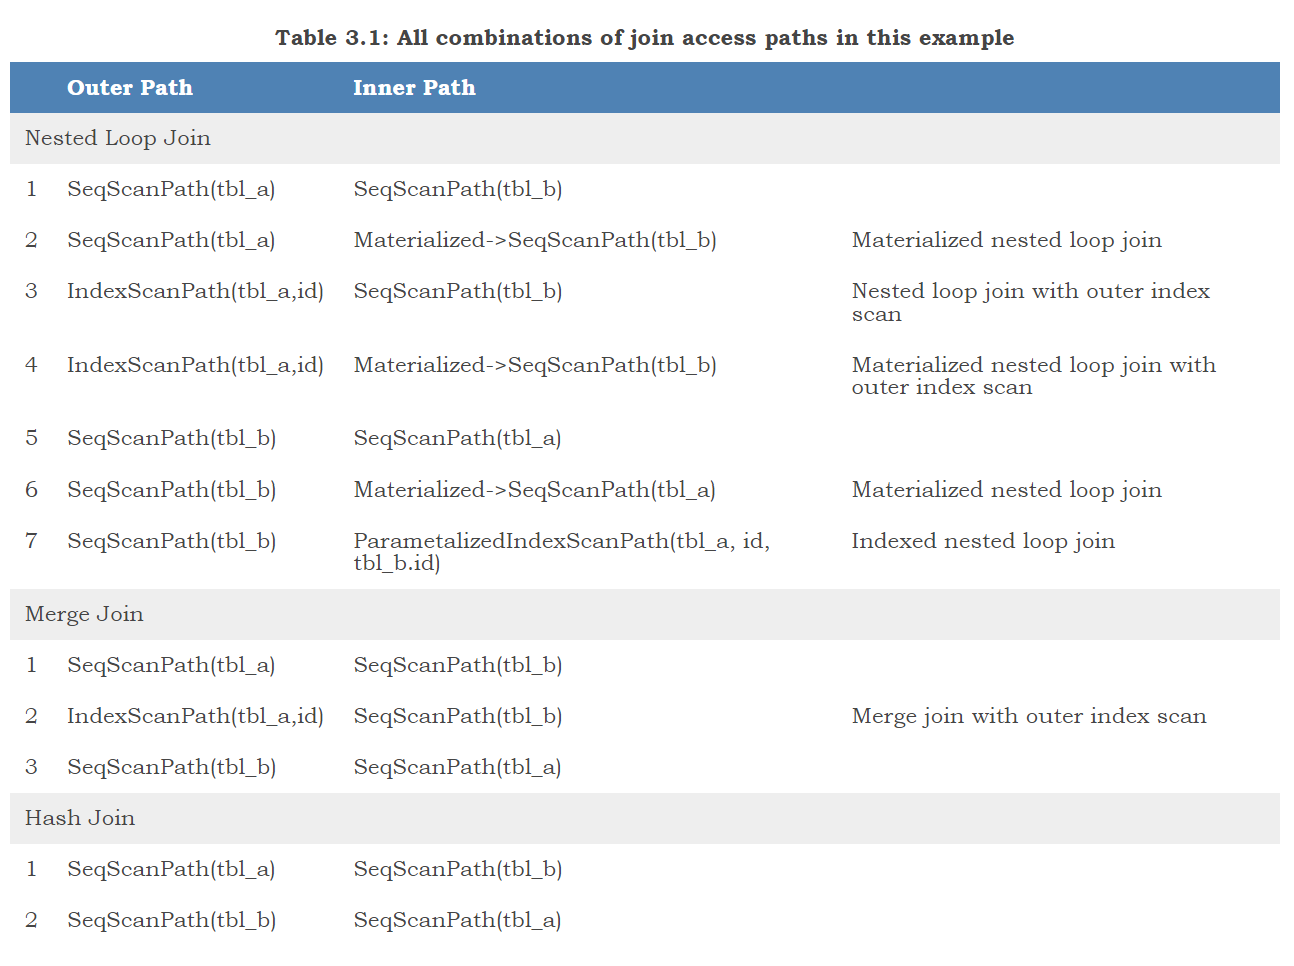 Table 3.1: All combinations of join access paths in this example
Outer Path Inner Path
Nested Loop Join
1 SeqScanPath(tbl_a) SeqScanPath(tbl_b)
2 SeqScanPath(tbl_a) Materialized->SeqScanPath(tbl_b) Materialized nested loop join
3 IndexScanPath(tbl_a,id) SeqScanPath(tbl_b) Nested loop join with outer index
scan
4 IndexScanPath(tbl_a,id) Materialized->SeqScanPath(tbl_b) Materialized nested loop join with
outer index scan
5 SeqScanPath(tbl_b) SeqScanPath(tbl_a)
6 SeqScanPath(tbl_b) Materialized->SeqScanPath(tbl_a) Materialized nested loop join
7 SeqScanPath(tbl_b) ParametalizedIndexScanPath(tbl_a, id, Indexed nested loop join
tbl_b.id)
Merge Join
1 SeqScanPath(tbl_a) SeqScanPath(tbl_b)
2 IndexScanPath(tbl_a,id) SeqScanPath(tbl_b) Merge join with outer index scan
3 SeqScanPath(tbl_b) SeqScanPath(tbl_a)
Hash Join
1 SeqScanPath(tbl_a) SeqScanPath(tbl_b)
2 SeqScanPath(tbl_b) SeqScanPath(tbl_a)